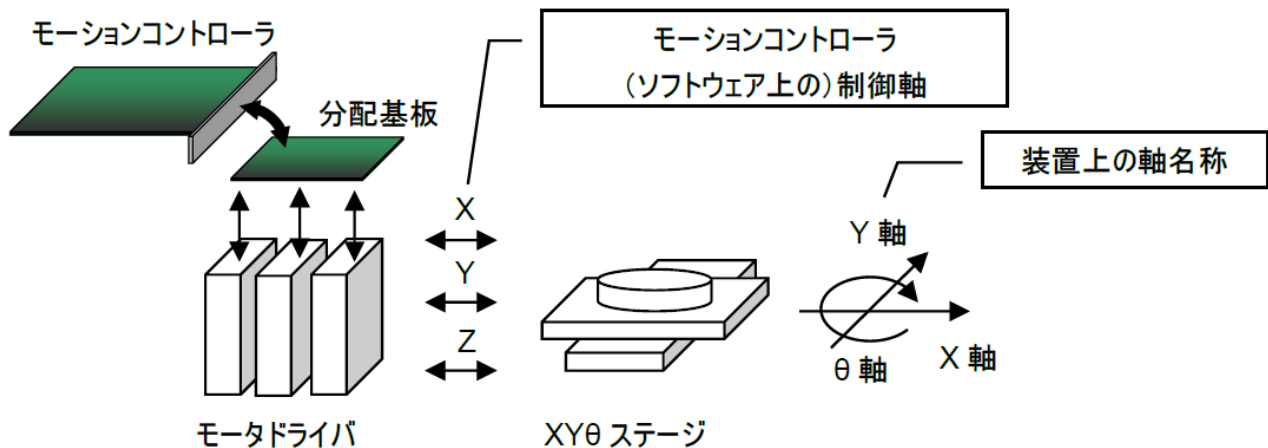 モーションコントローラ
モーションコントローラ
(ソフトウェア上の)制御軸
分配基板
装置上の軸名称
X
Y 軸
Y
Z
θ 軸
X 軸
モータドライバ
XYθ ステージ